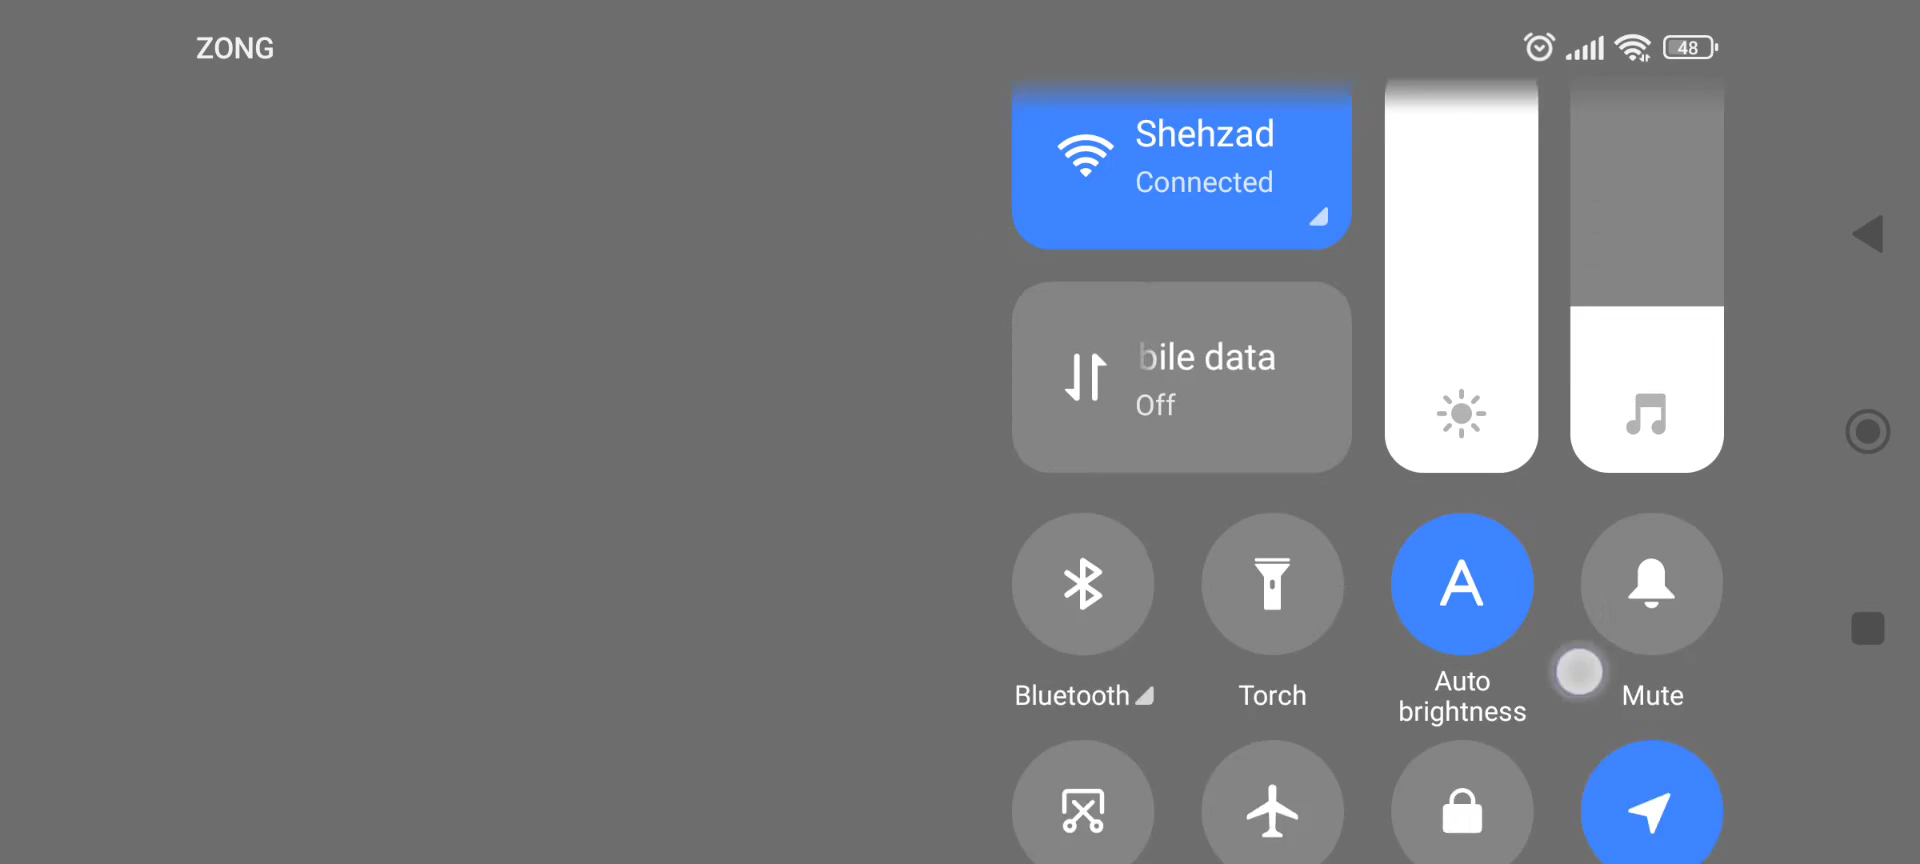 ZONG
48
Shehzad
Connected
bile data
Off
A
Bluetooth
Torch
Auto
brightness
Mute